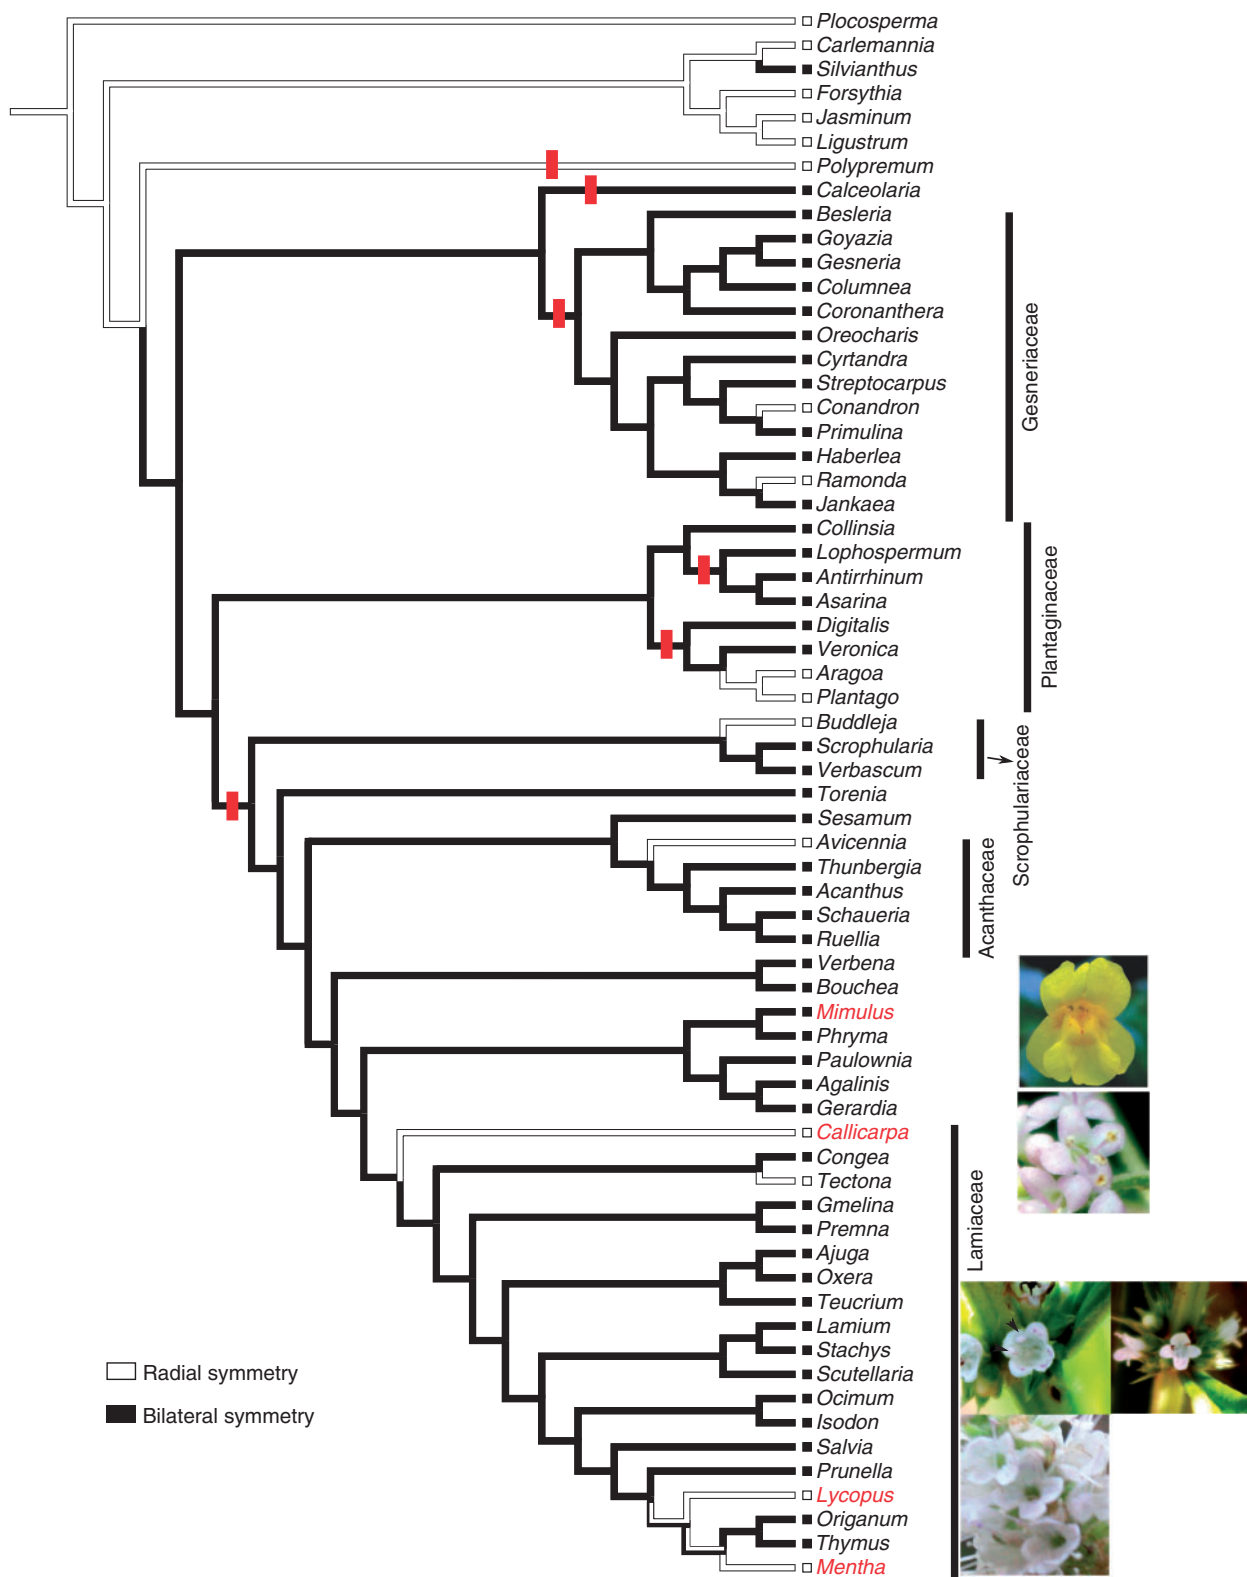 Plocosperma
Carlemannia
Silvianthus
Forsythia
Jasminum
Ligustrum
Polypremum
Calceolaria
Besleria
Goyazia
Gesneria
Columnea
Coronanthera
Oreocharis
Cyrtandra
Streptocarpus
Conandron
Primulina
Haberlea
Ramonda
Jankaea
Gesneriaceae
Collinsia
Lophospermum
Antirrhinum
Asarina
Digitalis
Veronica
Aragoa
Plantago
Plantaginaceae
Buddleja
Scrophularia
Verbascum
Scrophulariaceae
Torenia
Sesamum
Avicennia
Thunbergia
Acanthus
Schaueria
Ruellia
Acanthaceae
Verbena
Bouchea
Mimulus
Phryma
Paulownia
Agalinis
Gerardia
Callicarpa
Congea
Tectona
Gmelina
Premna
Ajuga
Oxera
Teucrium
Lamium
Stachys
Scutellaria
Ocimum
Isodon
Salvia
Prunella
Lycopus
Origanum
Thymus
Mentha
Lamiaceae
Radial symmetry
Bilateral symmetry